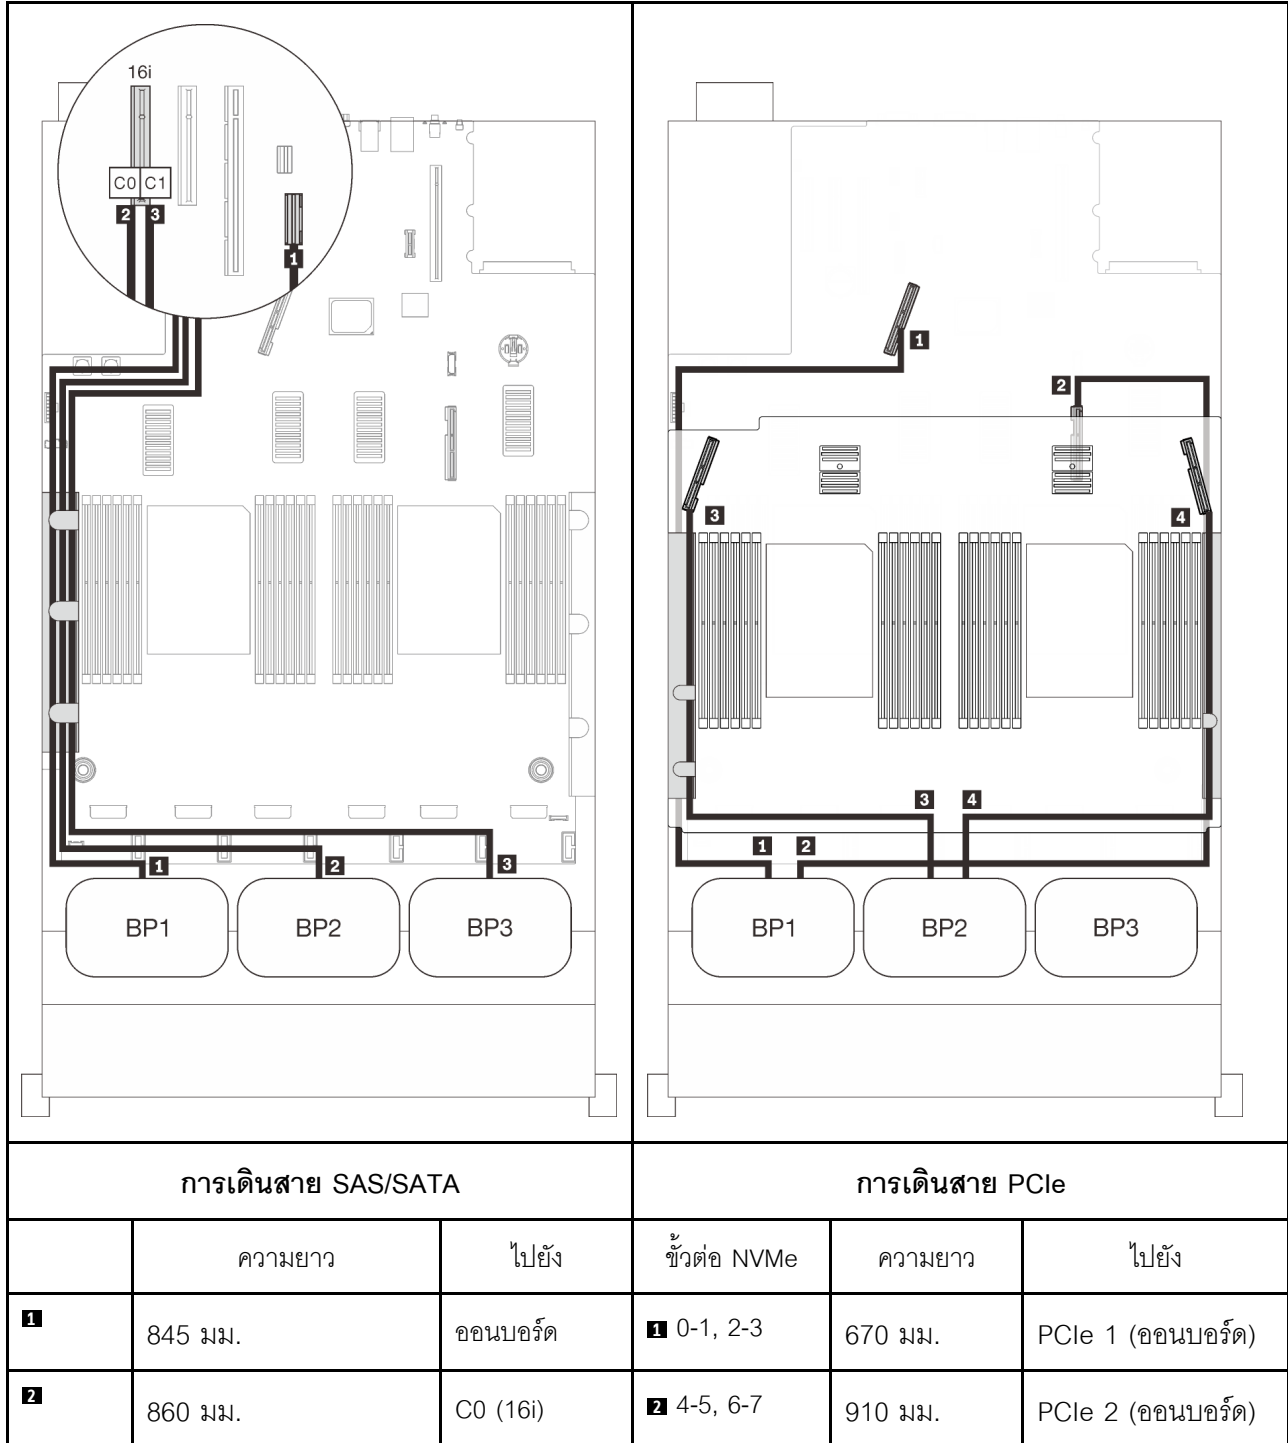 16i
C0 C1
2 3
1
1
2
3
BP1 BP2 BP3
1
2
3
4
3 4
1 2
BP1 BP2 BP3
การเดินสาย SAS/SATA
การเดินสาย PCIe
ความยาว ไปยัง ขั้วต่อ NVMe ความยาว ไปยัง
1 845 มม. ออนบอร์ด 1 0-1, 2-3 670 มม. PCIe 1 (ออนบอร์ด)
2 860 มม. C0 (16i) 2 4-5, 6-7 910 มม. PCIe 2 (ออนบอร์ด)